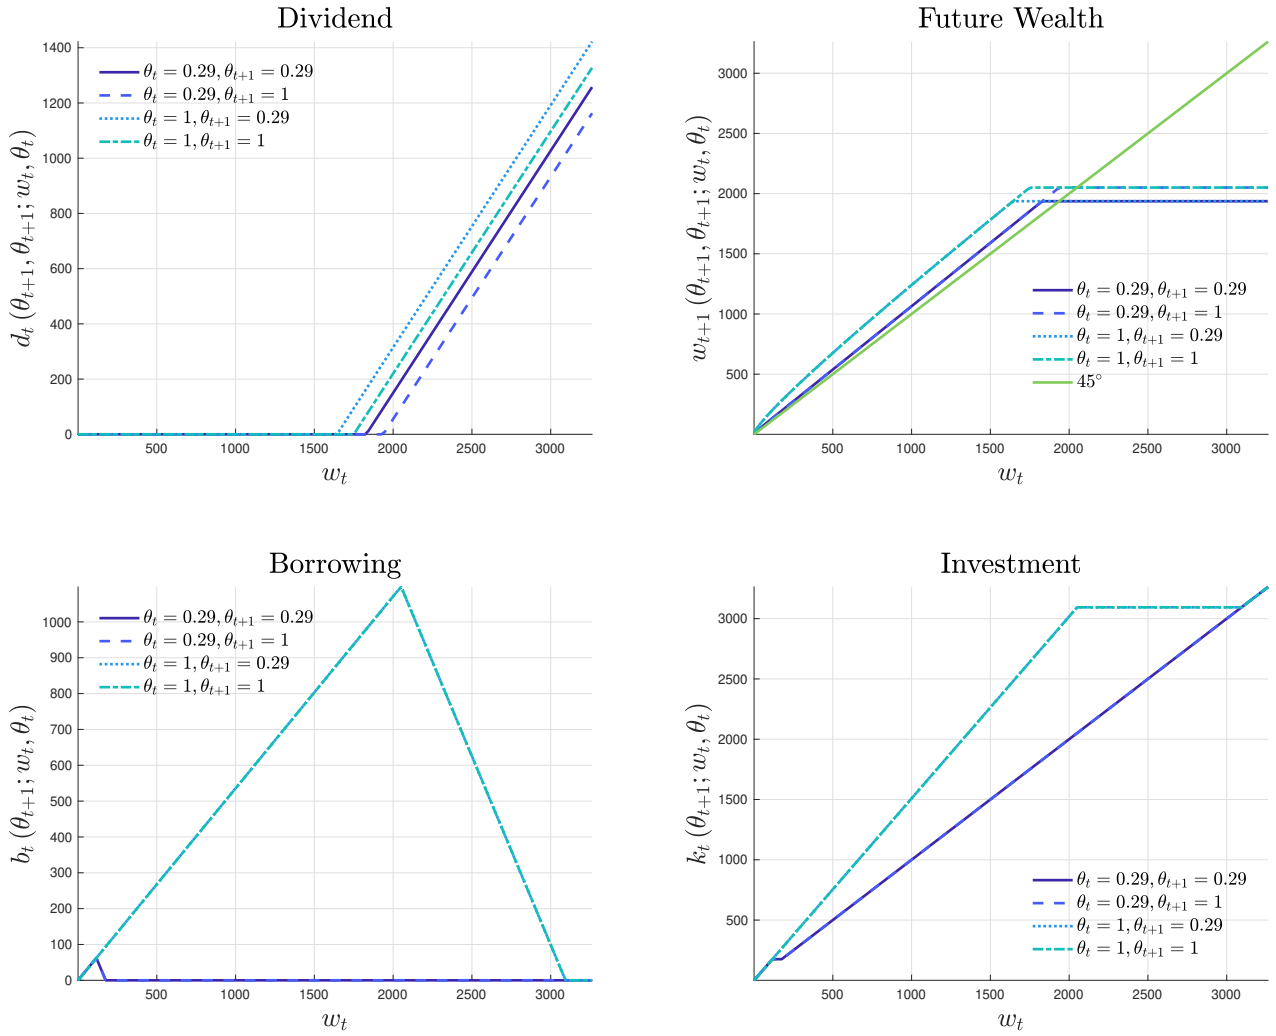 Dividend
d_t (θ_{t+1}, θ_{t+1}; w_t, θ_t)
1400
1200
1000
800
600
400
200
0
θ_t = 0.29, θ_{t+1} = 0.29
θ_t = 0.29, θ_{t+1} = 1
θ_t = 1, θ_{t+1} = 0.29
θ_t = 1, θ_{t+1} = 1
500 1000 1500 2000 2500 3000
w_t
Future Wealth
w_{t+1} (θ_{t+1}, θ_{t+1}; w_t, θ_t)
3000
2500
2000
1500
1000
500
θ_t = 0.29, θ_{t+1} = 0.29
θ_t = 0.29, θ_{t+1} = 1
θ_t = 1, θ_{t+1} = 0.29
θ_t = 1, θ_{t+1} = 1
45°
500 1000 1500 2000 2500 3000
w_t
Borrowing
b_t (θ_{t+1}; w_t, θ_t)
1000
900
800
700
600
500
400
300
200
100
0
θ_t = 0.29, θ_{t+1} = 0.29
θ_t = 0.29, θ_{t+1} = 1
θ_t = 1, θ_{t+1} = 0.29
θ_t = 1, θ_{t+1} = 1
500 1000 1500 2000 2500 3000
w_t
Investment
k_t (θ_{t+1}; w_t, θ_t)
3000
2500
2000
1500
1000
500
θ_t = 0.29, θ_{t+1} = 0.29
θ_t = 0.29, θ_{t+1} = 1
θ_t = 1, θ_{t+1} = 0.29
θ_t = 1, θ_{t+1} = 1
500 1000 1500 2000 2500 3000
w_t